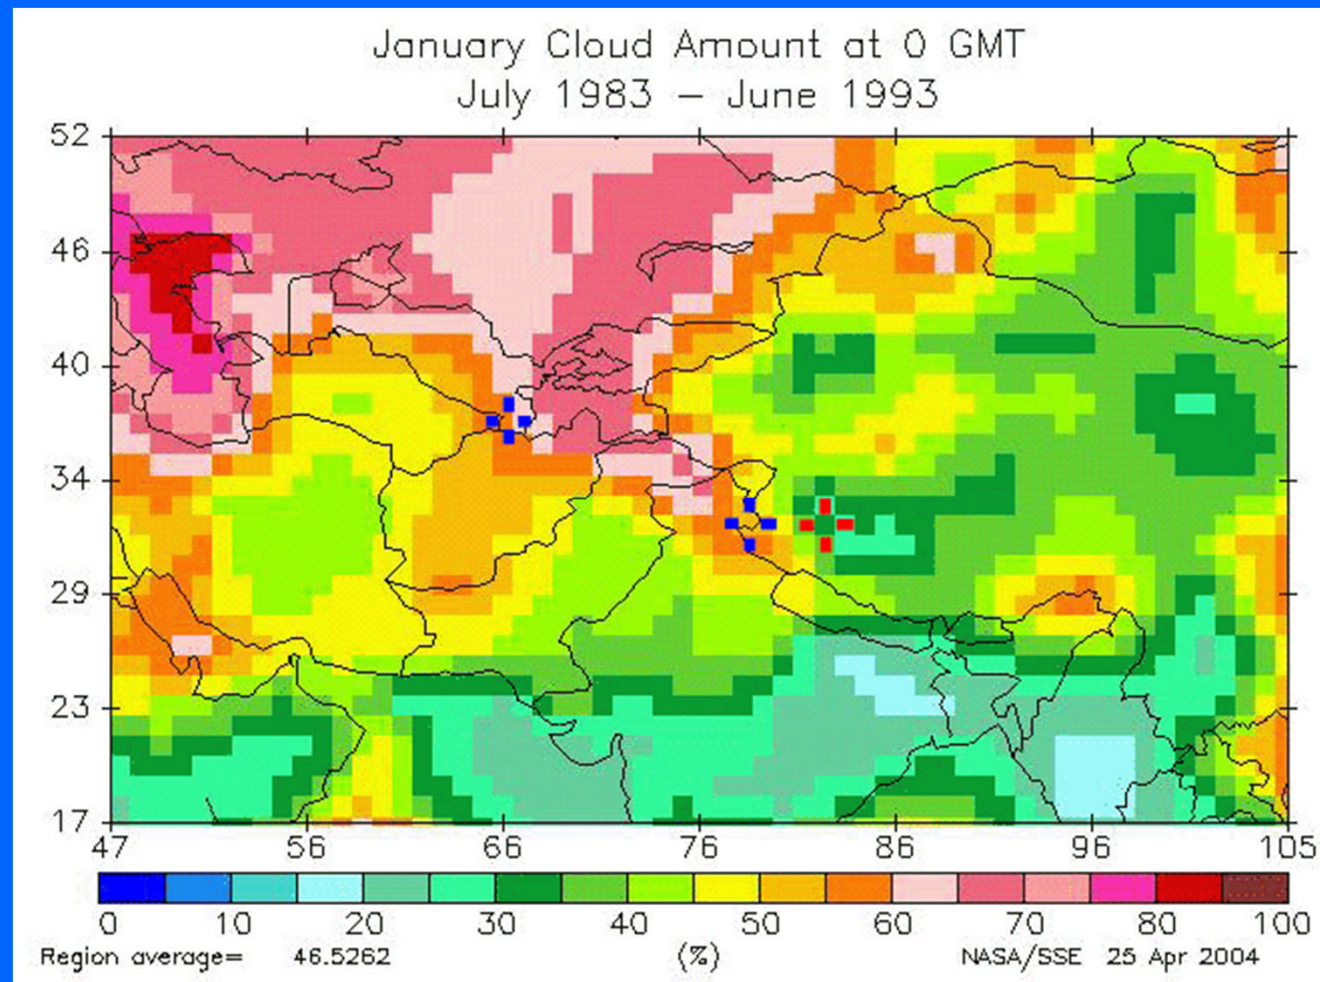 January Cloud Amount at 0 GMT
July 1983 – June 1993
52
46
40
34
29
23
17
47 56 66 76 86 96 105
0 10 20 30 40 50 60 70 80 100
Region average= 46.5262 (%) NASA/SSE 25 Apr 2004